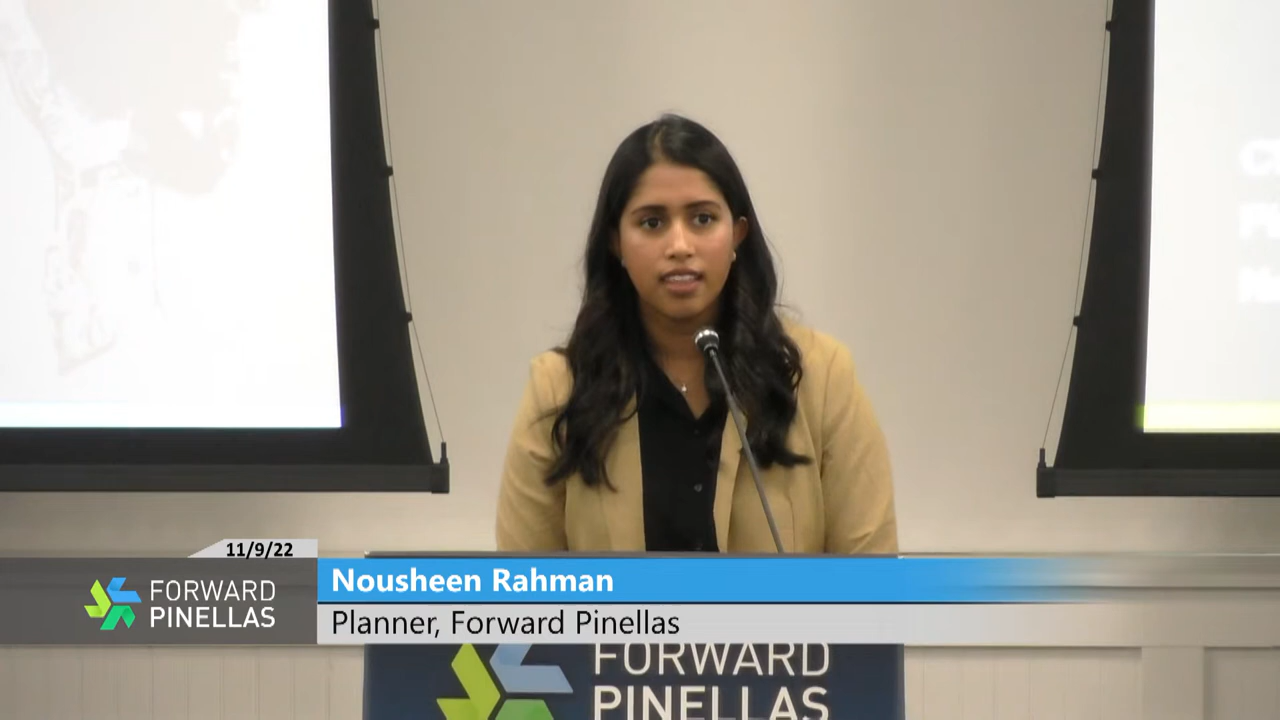 11/9/22
FORWARD
PINELLAS
Nousheen Rahman
Planner, Forward Pinellas
FORWARD
PINELLAS